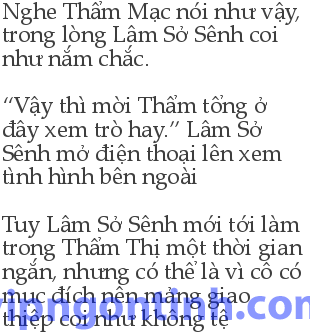 Nghe Thẩm Mạc nói như vậy,
trong lòng Lâm Sở Sênh coi
như nắm chắc.
“Vậy thì mời Thẩm tổng ở
đây xem trò hay.” Lâm Sở
Sênh mở điện thoại lên xem
tình hình bên ngoài
Tuy Lâm Sở Sênh mới tới làm
trong Thẩm Thị một thời gian
ngắn, nhưng có thể là vì cô có
mục đích nên mảng giao
thiệp coi như không tệ
vipngontinh.com